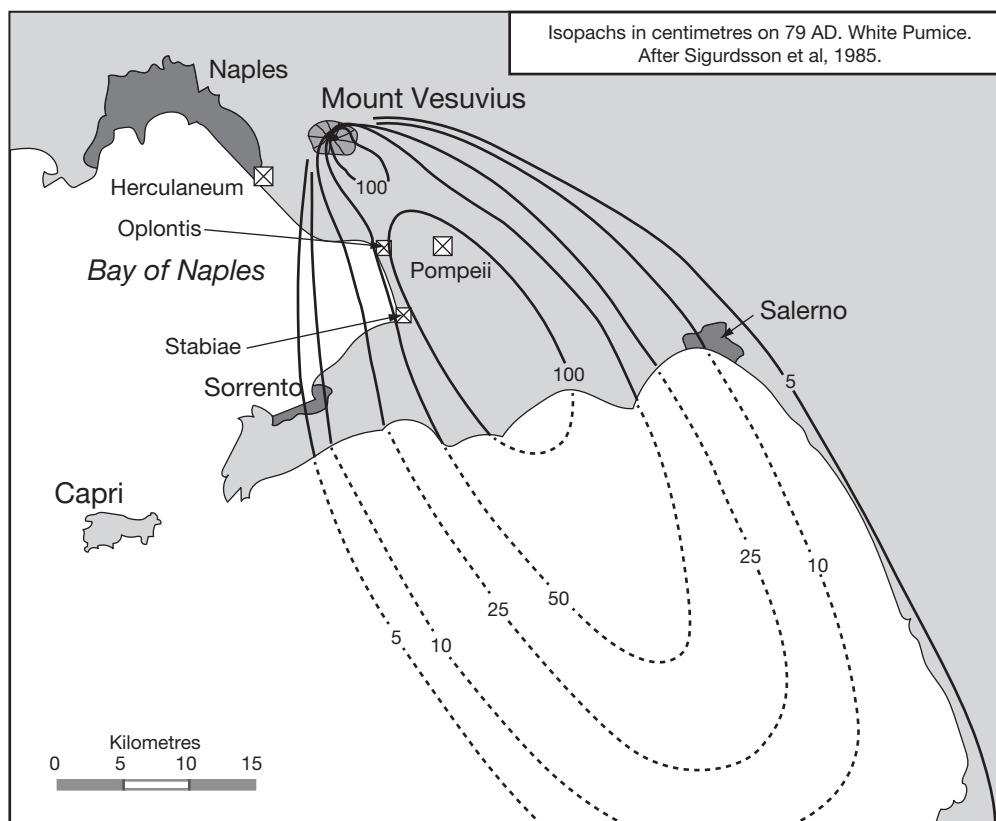 Isopachs in centimetres on 79 AD. White Pumice.
After Sigurdsson et al, 1985.
Naples
Mount Vesuvius
Herculaneum
100
Oplontis
Bay of Naples
Pompeii
Stabiae
Salerno
Sorrento
100
5
Capri
25
10
50
25
5
10
Kilometres
0 5 10 15